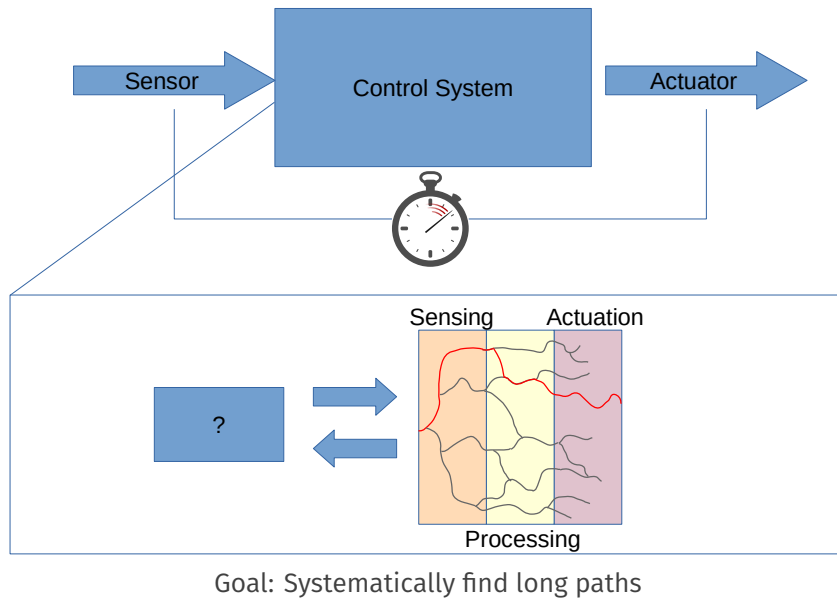 Sensor
Control System
Actuator
Sensing
Actuation
?
Processing
Goal: Systematically find long paths